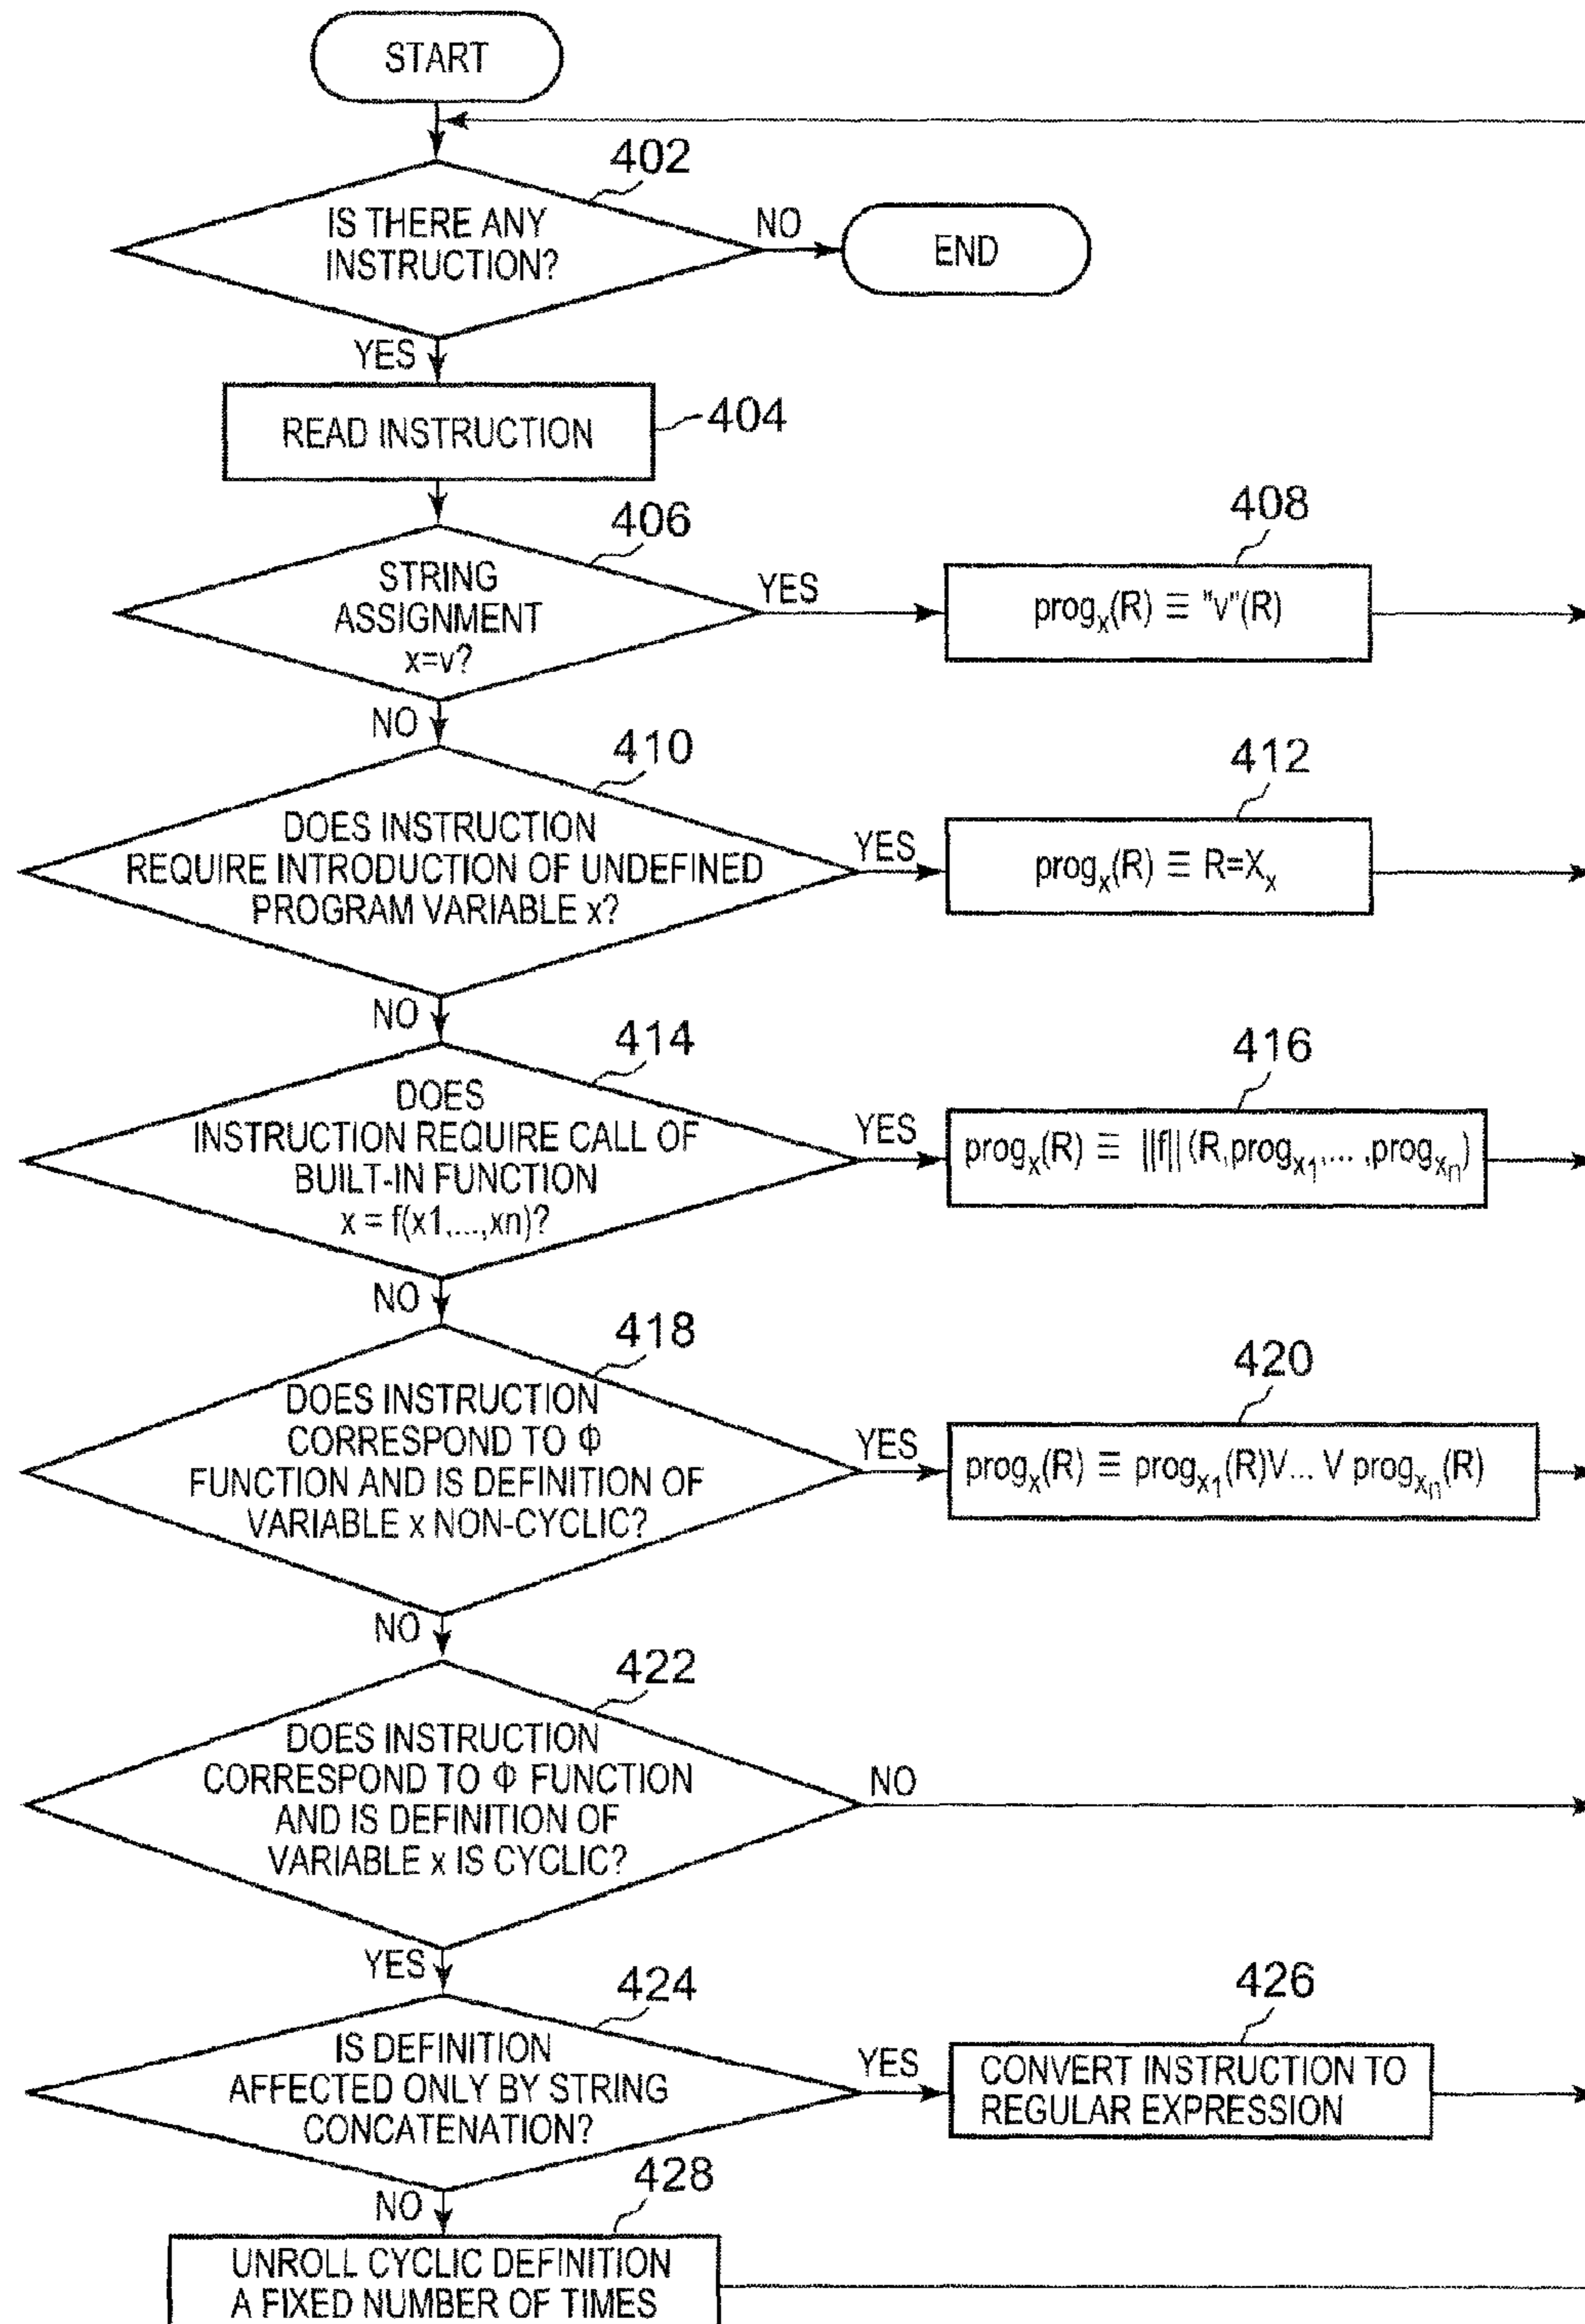 START
402
IS THERE ANY
INSTRUCTION?
NO
END
YES
READ INSTRUCTION
404
406
STRING
ASSIGNMENT
x=v?
YES
408
progx(R) ≡ "v"(R)
NO
410
DOES INSTRUCTION
REQUIRE INTRODUCTION OF UNDEFINED
PROGRAM VARIABLE x?
YES
412
progx(R) ≡ R=Xx
NO
414
DOES
INSTRUCTION REQUIRE CALL OF
BUILT-IN FUNCTION
x = f(x1,...,xn)?
YES
416
progx(R) ≡ ||f|| (R,progx1,... ,progxn)
NO
418
DOES INSTRUCTION
CORRESPOND TO Φ
FUNCTION AND IS DEFINITION OF
VARIABLE x NON-CYCLIC?
YES
420
progx(R) ≡ progx1(R)V... V progxn(R)
NO
422
DOES INSTRUCTION
CORRESPOND TO Φ FUNCTION
AND IS DEFINITION OF
VARIABLE x IS CYCLIC?
NO
YES
424
IS DEFINITION
AFFECTED ONLY BY STRING
CONCATENATION?
YES
426
CONVERT INSTRUCTION TO
REGULAR EXPRESSION
NO
428
UNROLL CYCLIC DEFINITION
A FIXED NUMBER OF TIMES